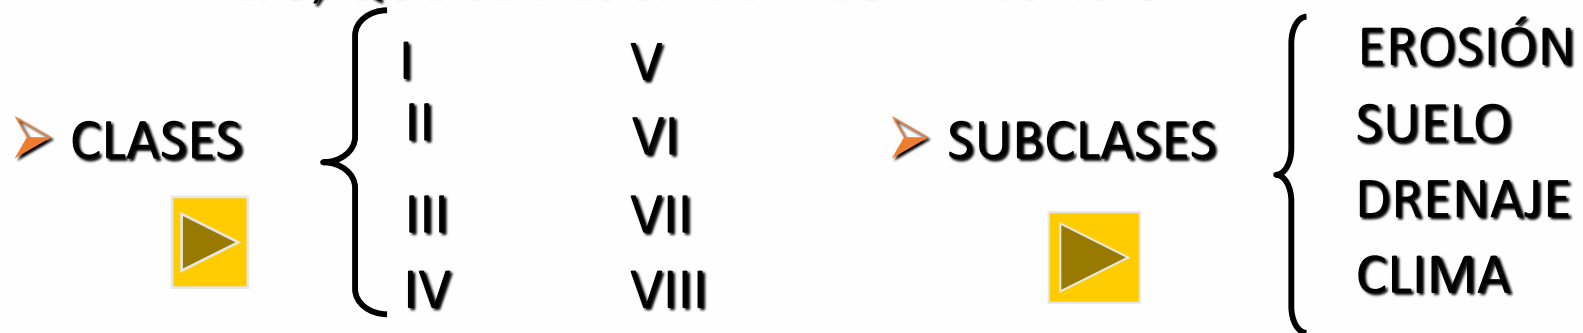 CLASES
I V
II VI
III VII
IV VIII
SUBCLASES
EROSIÓN
SUELO
DRENAJE
CLIMA